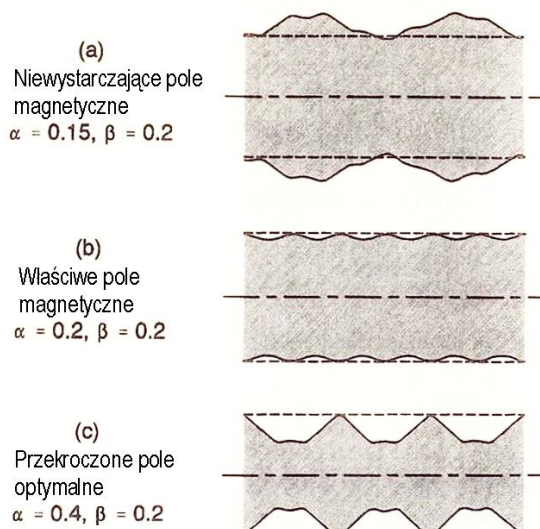 (a)
Niewystarczające pole
magnetyczne
α = 0.15, β = 0.2
(b)
Właściwe pole
magnetyczne
α = 0.2, β = 0.2
(c)
Przekroczone pole
optymalne
α = 0.4, β = 0.2